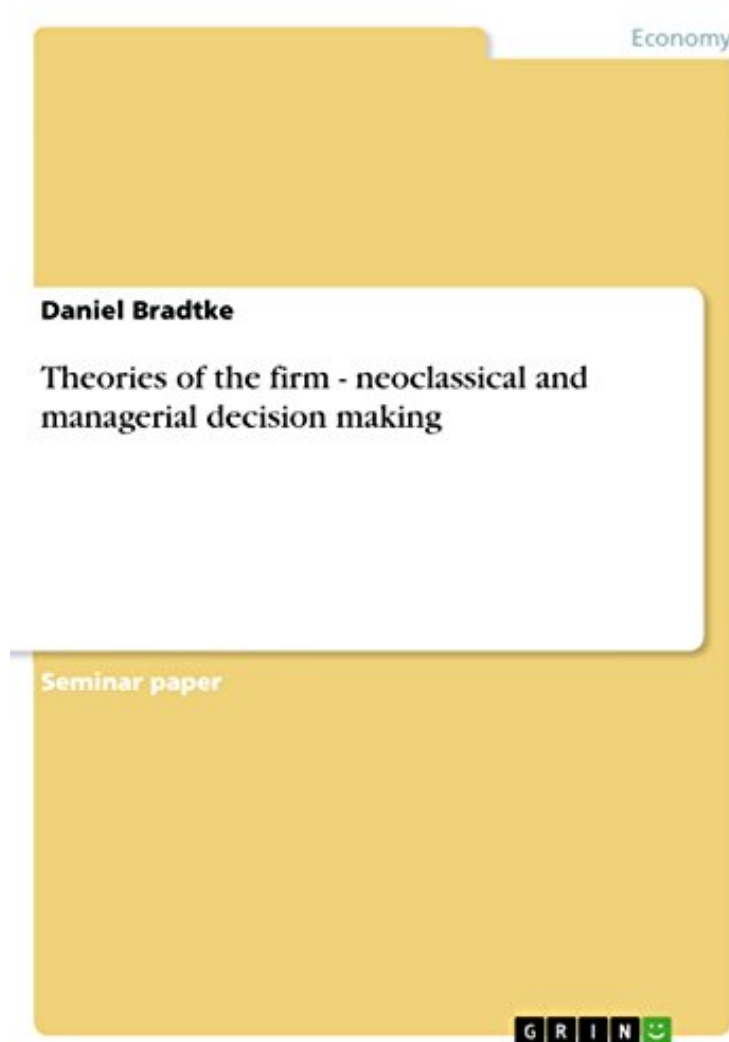 Economy
Daniel Bradtke
Theories of the firm - neoclassical and
managerial decision making
Seminar paper
GRIN